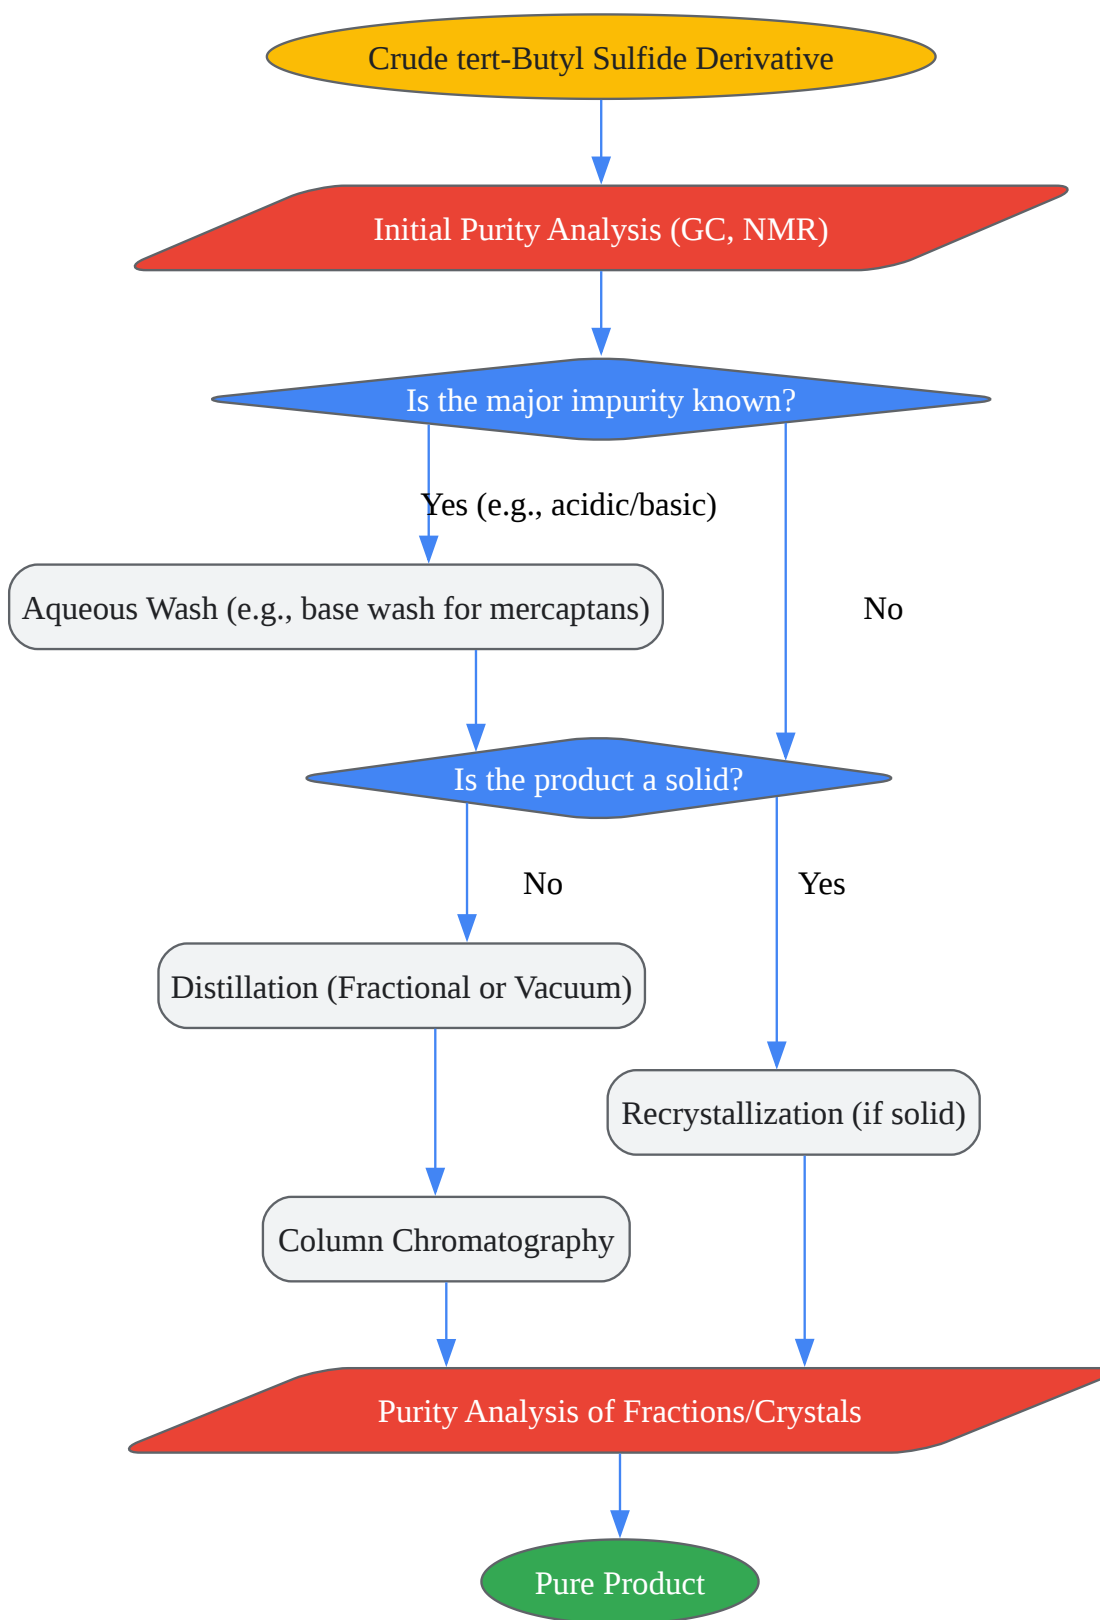 Crude tert-Butyl Sulfide Derivative
Initial Purity Analysis (GC, NMR)
Is the major impurity known?
Yes (e.g., acidic/basic)
Aqueous Wash (e.g., base wash for mercaptans)
No
Is the product a solid?
No
Yes
Distillation (Fractional or Vacuum)
Recrystallization (if solid)
Column Chromatography
Purity Analysis of Fractions/Crystals
Pure Product